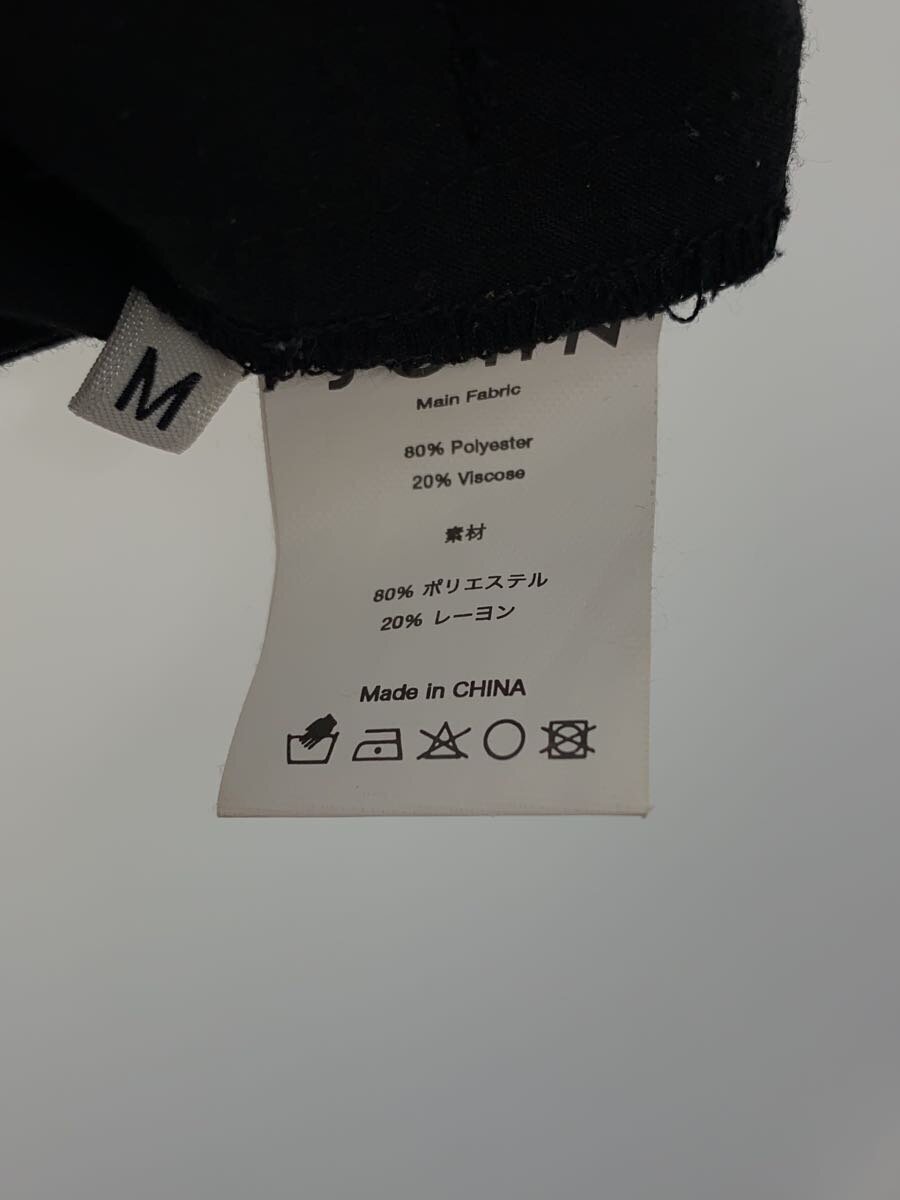 M
Main Fabric
80% Polyester
20% Viscose
素材
80% ポリエステル
20% レーヨン
Made in CHINA